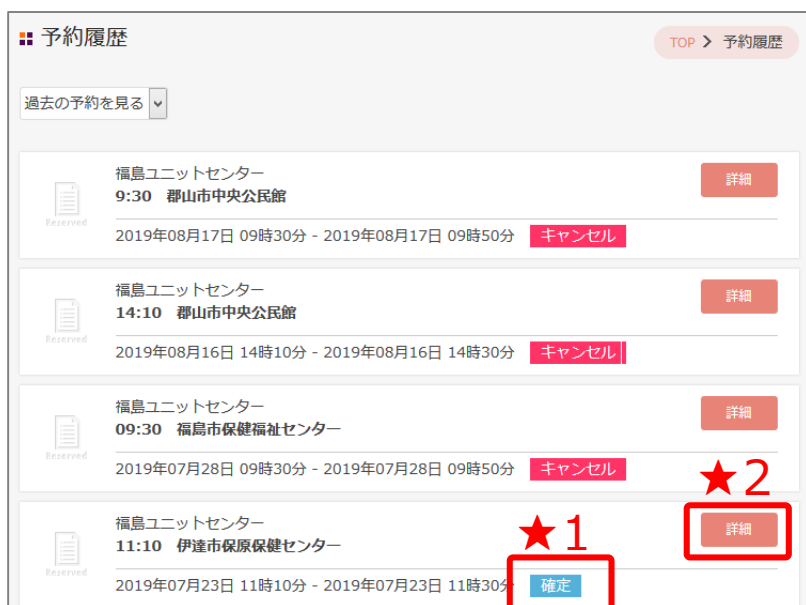 予約履歴
TOP > 予約履歴
過去の予約を見る
福島ユニットセンター
詳細
9:30 郡山市中央公民館
Reserved
2019年08月17日 09時30分 - 2019年08月17日 09時50分 キャンセル
福島ユニットセンター
詳細
14:10 郡山市中央公民館
Reserved
2019年08月16日 14時10分 - 2019年08月16日 14時30分 キャンセル
福島ユニットセンター
詳細
09:30 福島市保健福祉センター
Reserved
2019年07月28日 09時30分 - 2019年07月28日 09時50分 キャンセル
★2
福島ユニットセンター
詳細
★1
11:10 伊達市保原保健センター
Reserved
2019年07月23日 11時10分 - 2019年07月23日 11時30分 確定